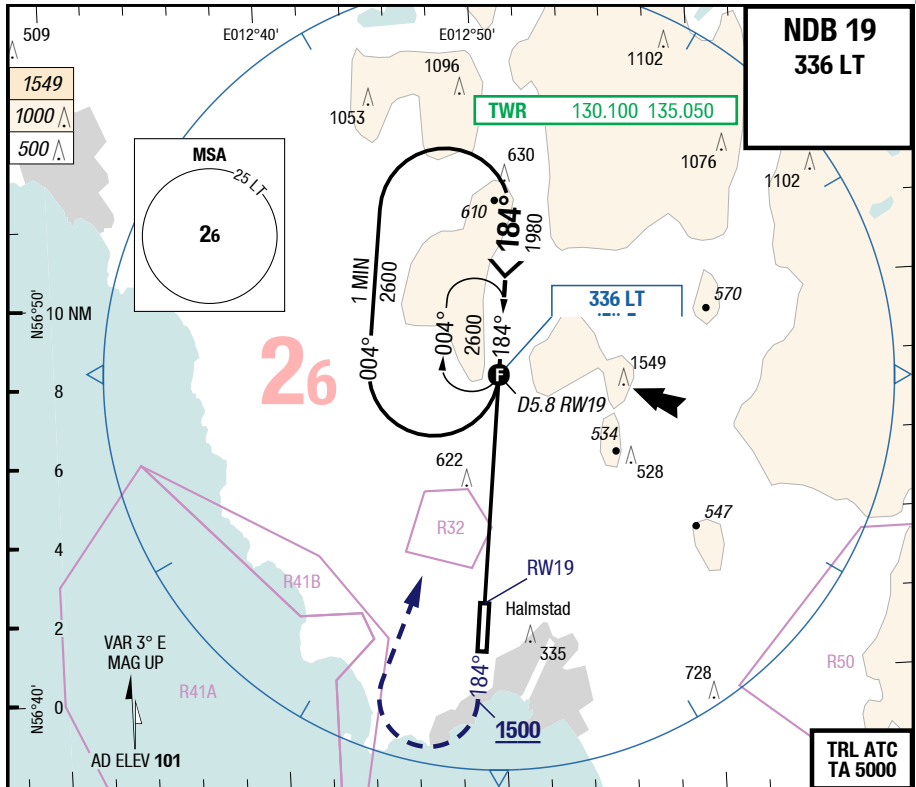 509
E012°40'
E012°50'
NDB 19
336 LT
1549
1000
500
1096
1102
1053
TWR 130.100 135.050
1076
1102
MSA
25 LT
26
630
610
184°
1980
1 MIN
2600
004°
004°
2600
184°
336 LT
570
N56°50'
10 NM
26
F
D5.8 RW19
1549
8
534
528
622
6
547
R32
4
R41B
RW19
Halmstad
2
335
VAR 3° E
MAG UP
R41A
184°
728
R50
N56°40'
0
1500
AD ELEV 101
TRL ATC
TA 5000